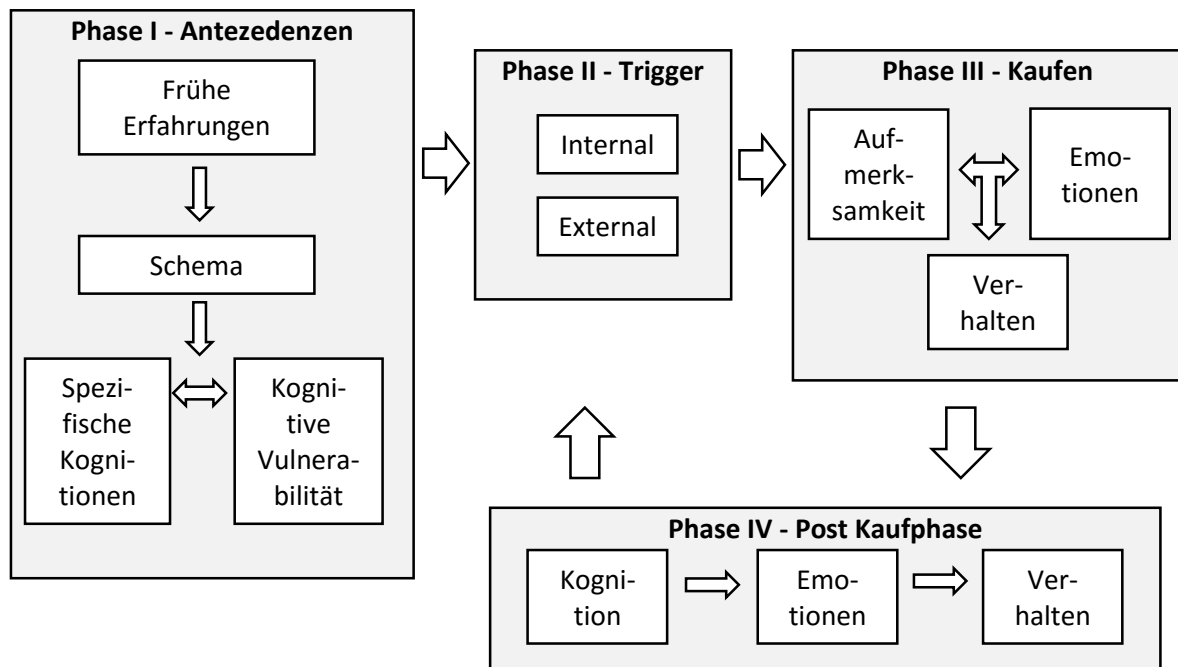 Phase I - Antezedenzen
Frühe
Erfahrungen
Schema
Spezi-
fische
Kogni-
tionen
Kogni-
tive
Vulnera-
bilität
Phase II - Trigger
Internal
External
Phase III - Kaufen
Auf-
merk-
samkeit
Emo-
tionen
Ver-
halten
Phase IV - Post Kaufphase
Kogni-
tion
Emo-
tionen
Ver-
halten